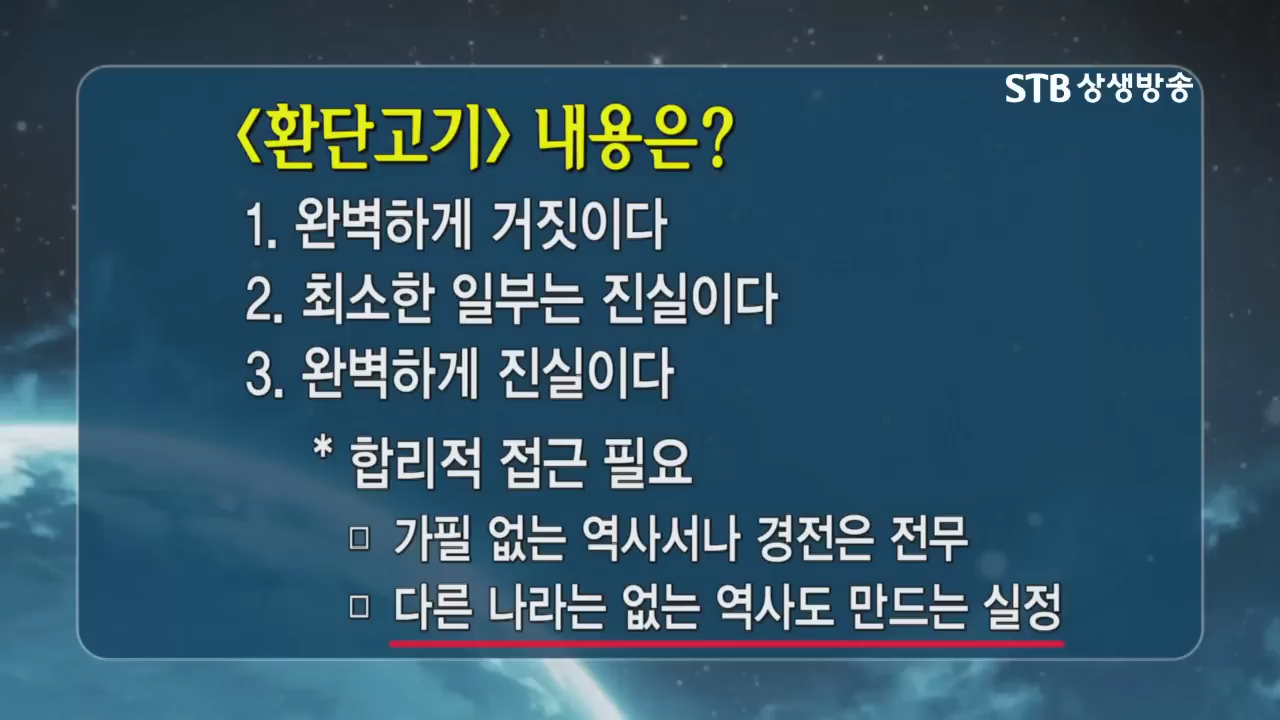 STB 상생방송
<환단고기> 내용은?
1. 완벽하게 거짓이다
2. 최소한 일부는 진실이다
3. 완벽하게 진실이다
* 합리적 접근 필요
□ 가필 없는 역사서나 경전은 전무
□ 다른 나라는 없는 역사도 만드는 실정